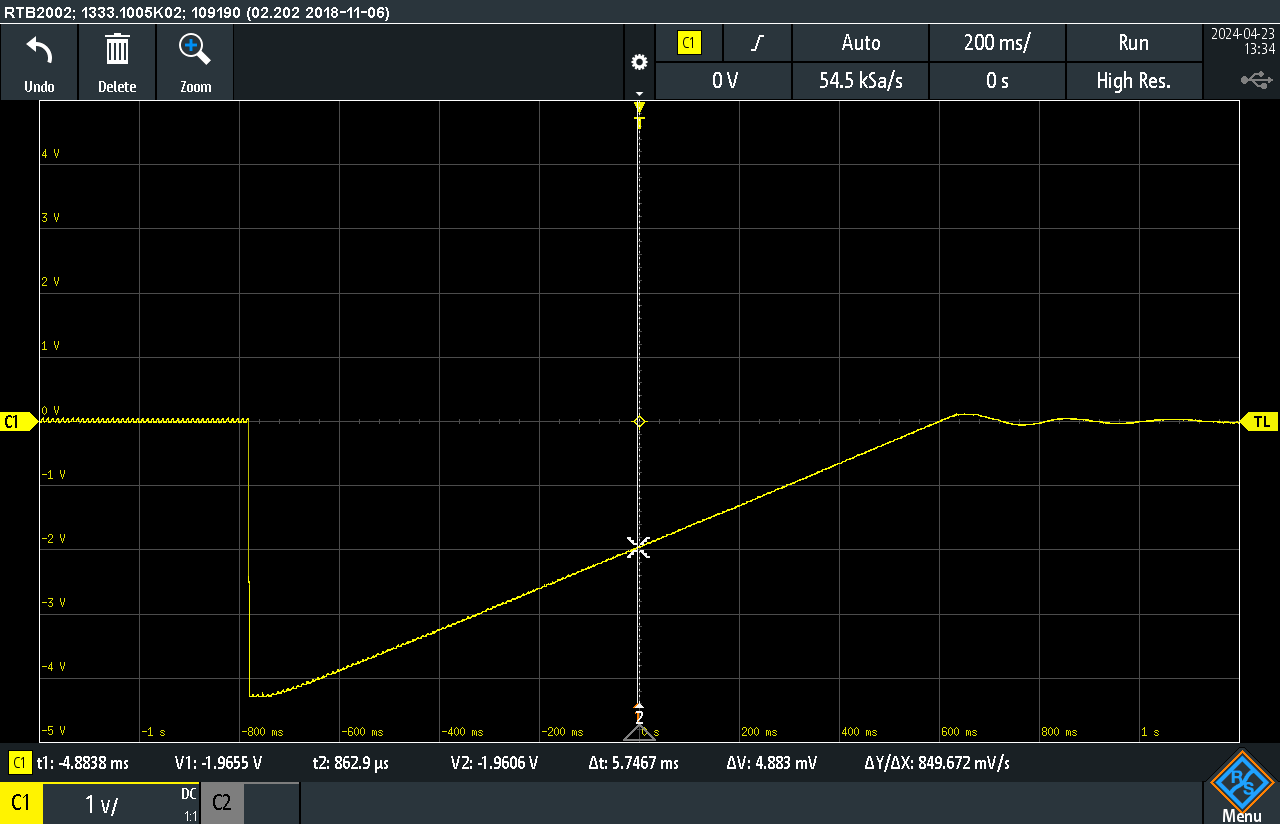 RTB2002; 1333.1005K02; 109190 (02.202 2018-11-06)
Undo
Delete
Zoom
C1
Auto
200 ms/
Run
2024-04-23
13:34
0 V
54.5 kSa/s
0 s
High Res.
T
4 V
3 V
2 V
1 V
0 V
C1
TL
-1 V
-2 V
-3 V
-4 V
-5 V
2
-1 s
-800 ms
-600 ms
-400 ms
-200 ms
0 s
200 ms
400 ms
600 ms
800 ms
1 s
C1 t1: -4.8838 ms V1: -1.9655 V t2: 862.9 µs V2: -1.9606 V Δt: 5.7467 ms ΔV: 4.883 mV ΔY/ΔX: 849.672 mV/s
C1
1 V/
DC
1:1
C2
R S
Menu